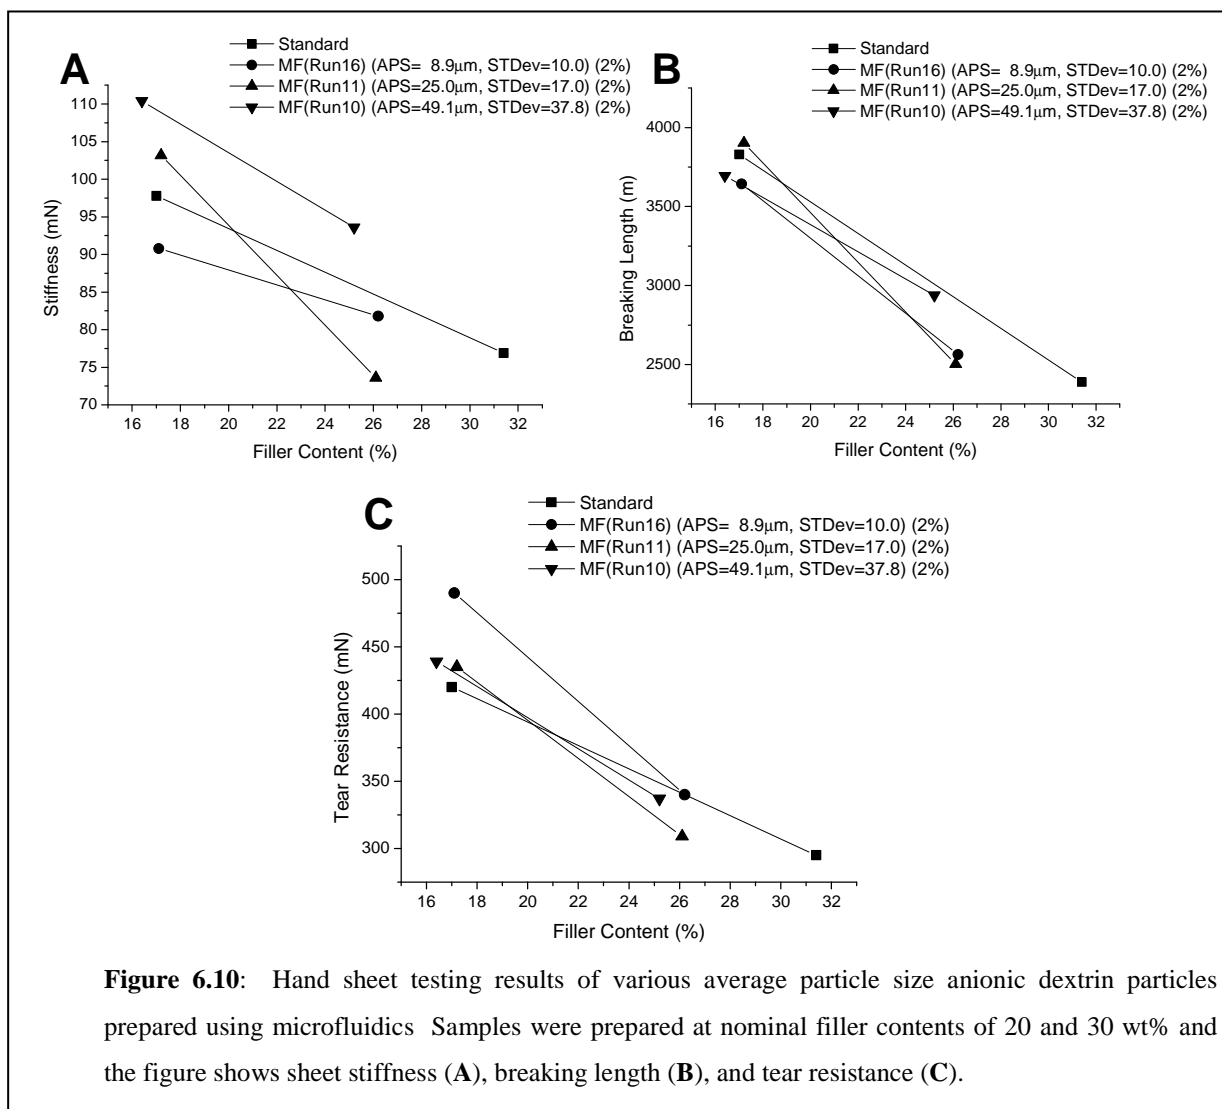 A
Standard
MF(Run16) (APS= 8.9μm, STDev=10.0) (2%)
MF(Run11) (APS=25.0μm, STDev=17.0) (2%)
MF(Run10) (APS=49.1μm, STDev=37.8) (2%)
110
105
100
95
90
85
80
75
70
Stiffness (mN)
16 18 20 22 24 26 28 30 32
Filler Content (%)
B
Standard
MF(Run16) (APS= 8.9μm, STDev=10.0) (2%)
MF(Run11) (APS=25.0μm, STDev=17.0) (2%)
MF(Run10) (APS=49.1μm, STDev=37.8) (2%)
4000
3500
3000
2500
Breaking Length (m)
16 18 20 22 24 26 28 30 32
Filler Content (%)
C
Standard
MF(Run16) (APS= 8.9μm, STDev=10.0) (2%)
MF(Run11) (APS=25.0μm, STDev=17.0) (2%)
MF(Run10) (APS=49.1μm, STDev=37.8) (2%)
500
450
400
350
300
Tear Resistance (mN)
16 18 20 22 24 26 28 30 32
Filler Content (%)
Figure 6.10: Hand sheet testing results of various average particle size anionic dextrin particles
prepared using microfluidics Samples were prepared at nominal filler contents of 20 and 30 wt% and
the figure shows sheet stiffness (A), breaking length (B), and tear resistance (C).